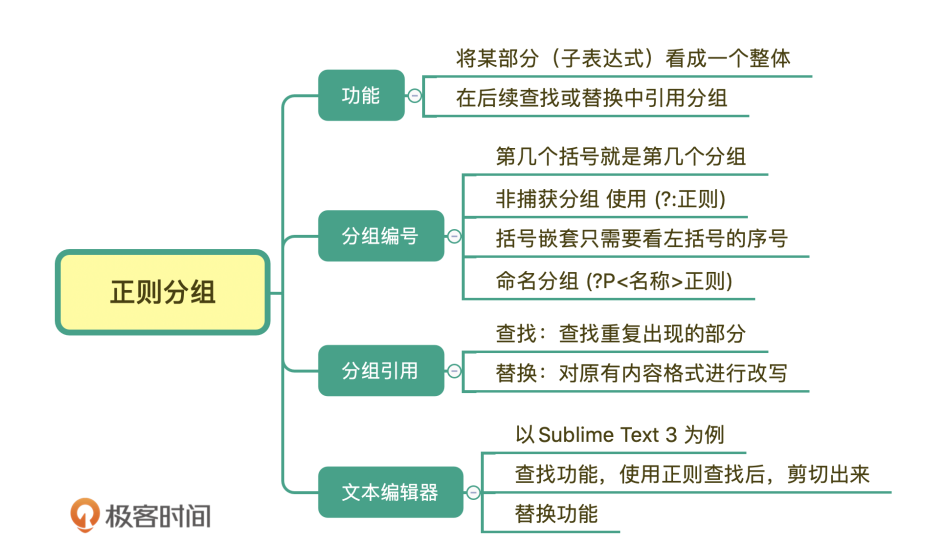 将某部分（子表达式）看成一个整体
功能
在后续查找或替换中引用分组
第几个括号就是第几个分组
非捕获分组 使用 (?:正则)
分组编号
括号嵌套只需要看左括号的序号
命名分组 (?P<名称>正则)
正则分组
查找：查找重复出现的部分
分组引用
替换：对原有内容格式进行改写
以Sublime Text 3 为例
查找功能，使用正则查找后，剪切出来
文本编辑器
替换功能
极客时间